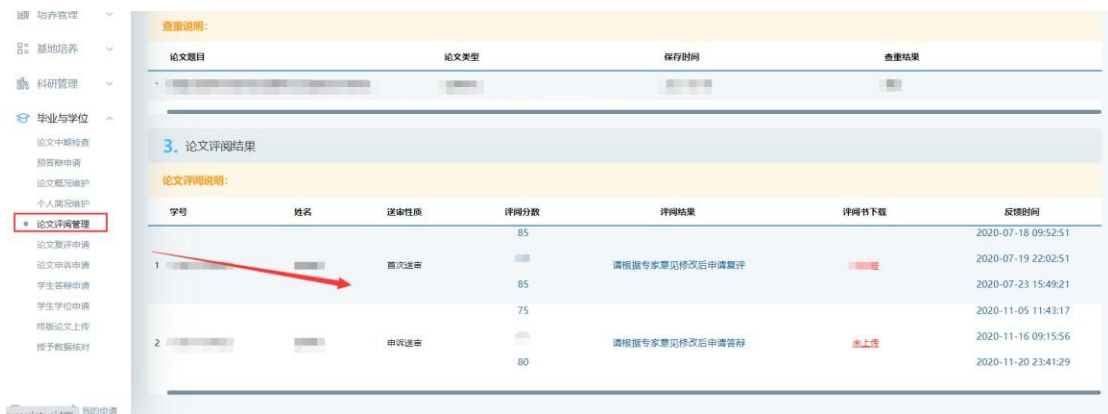 培养管理
基地培养
科研管理
毕业与学位
论文中期检查
预答辩申请
论文概况维护
个人简况维护
论文评阅管理
论文复评申请
论文申诉申请
学生答辩申请
学生学位申请
终版论文上传
授予数据核对
我的申请
查重说明:
论文题目 论文类型 保存时间 查重结果
1
3. 论文评阅结果
论文评阅说明:
学号 姓名 送审性质 评阅分数 评阅结果 评阅书下载 反馈时间
85 2020-07-18 09:52:51
1 首次送审 请根据专家意见修改后申请复评 2020-07-19 22:02:51
85 2020-07-23 15:49:21
75 2020-11-05 11:43:17
2 申诉送审 请根据专家意见修改后申请答辩 未上传 2020-11-16 09:15:56
80 2020-11-20 23:41:29